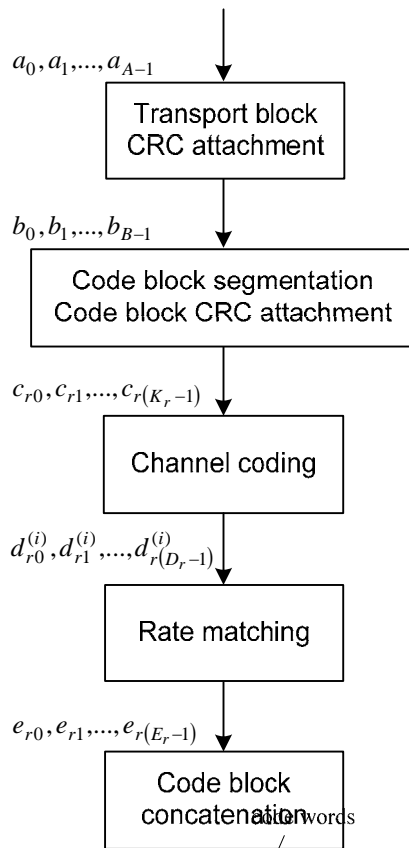 a_0, a_1,..., a_{A-1}
Transport block
CRC attachment
b_0, b_1,..., b_{B-1}
Code block segmentation
Code block CRC attachment
c_{r0}, c_{r1},..., c_{r(K_r-1)}
Channel coding
d_{r0}^{(i)}, d_{r1}^{(i)},..., d_{r(D_r-1)}^{(i)}
Rate matching
e_{r0}, e_{r1},..., e_{r(E_r-1)}
Code block
concatenation
code words
/